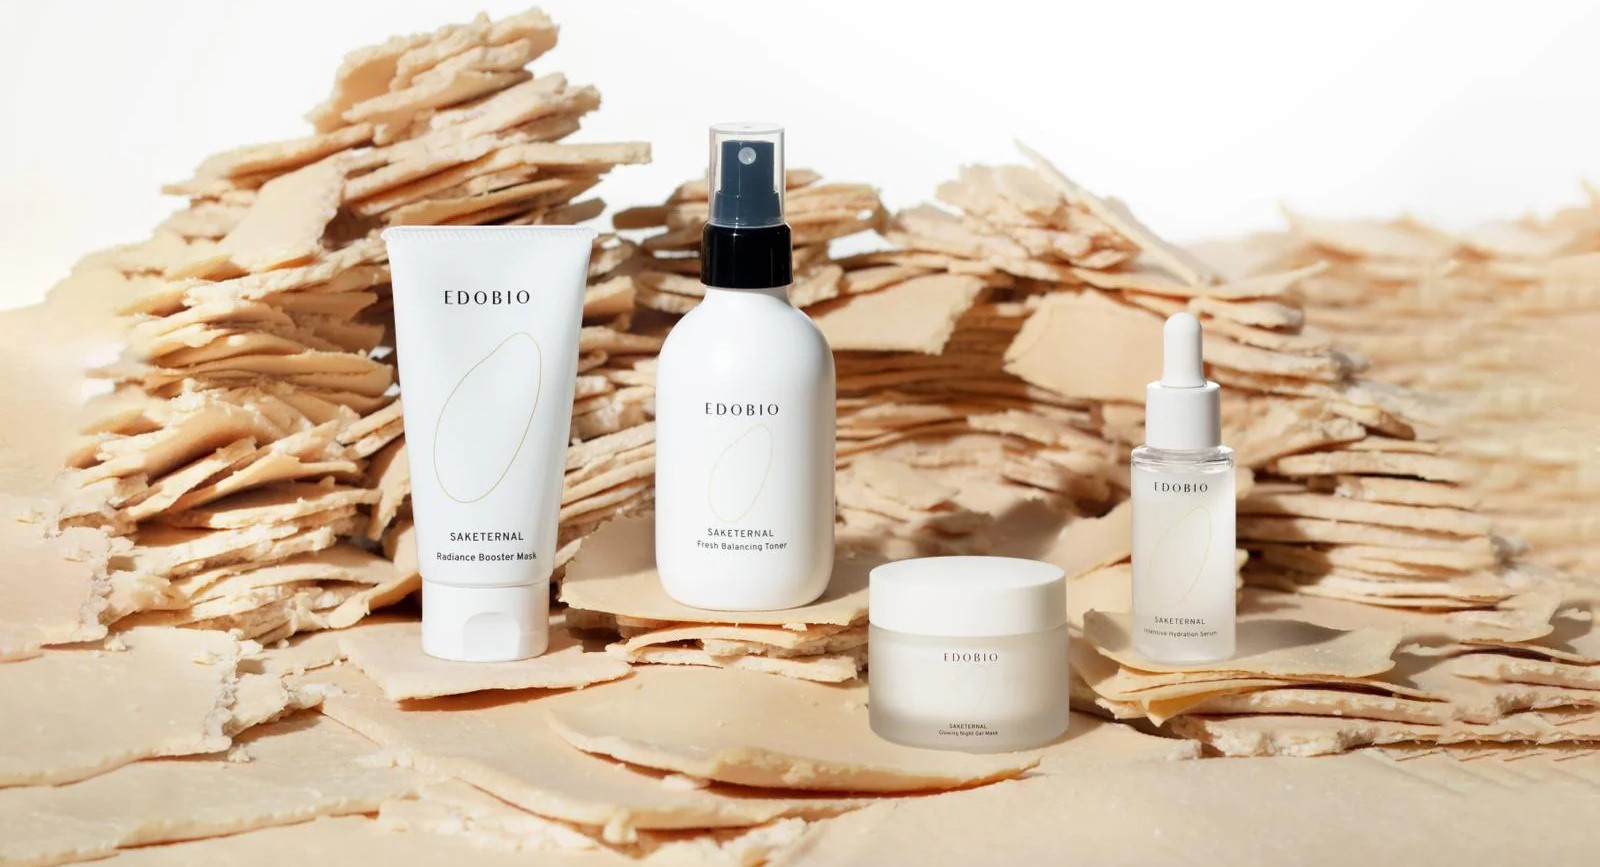 EDOBIO
SAKETERNAL
Radiance Booster Mask
EDOBIO
SAKETERNAL
Fresh Balancing Toner
EDOBIO
SAKETERNAL
Glowing Night Gel Mask
EDOBIO
SAKETERNAL
Intensive Hydration Serum